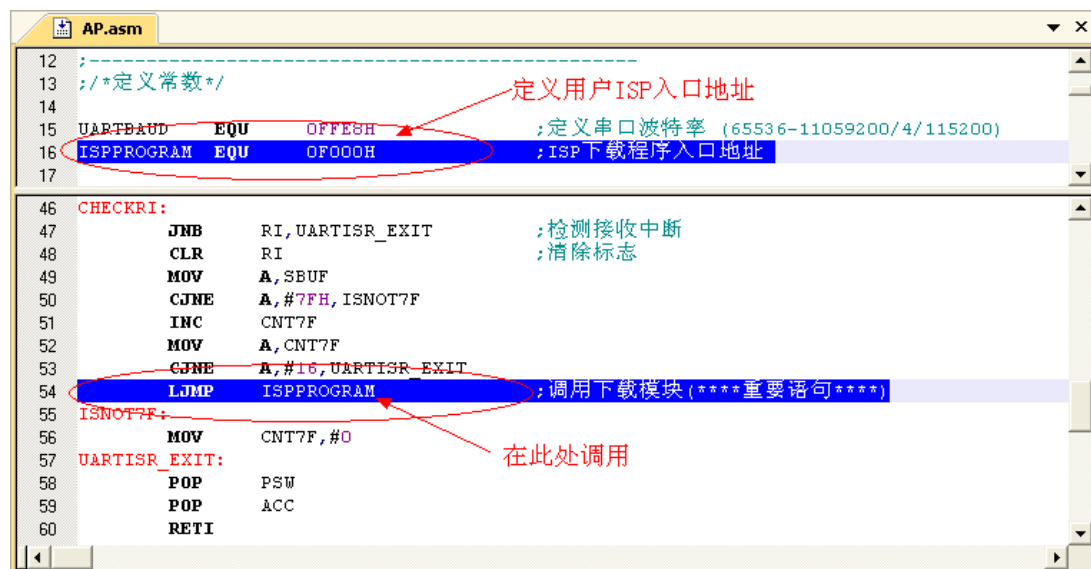 AP.asm
12 ;------------------------------------------------
13 ;/*定义常数*/
定义用户ISP入口地址
14
15 UARTBAUD EQU 0FFE8H ;定义串口波特率 (65536-11059200/4/115200)
16 ISPPROGRAM EQU 0F000H ;ISP下载程序入口地址
17
46 CHECKRI:
47 JNB RI,UARTISR_EXIT ;检测接收中断
48 CLR RI ;清除标志
49 MOV A,SBUF
50 CJNE A,#7FH,ISNOT7F
51 INC CNT7F
52 MOV A,CNT7F
53 CJNE A,#16,UARTISR_EXIT
54 LJMP ISPPROGRAM ;调用下载模块(****重要语句****)
55 ISNOT7F:
56 MOV CNT7F,#0
在此处调用
57 UARTISR_EXIT:
58 POP PSW
59 POP ACC
60 RETI